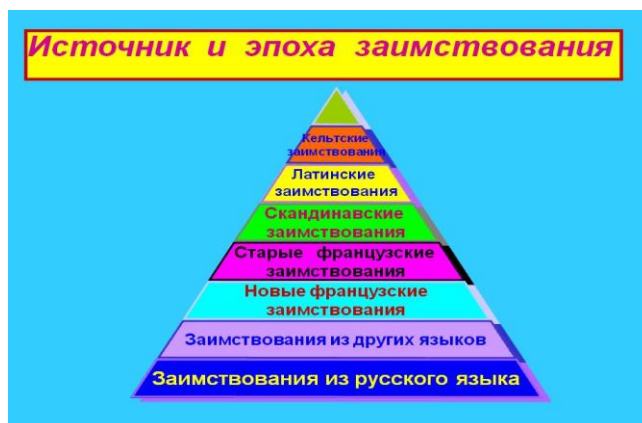 Источник и эпоха заимствования
Кельтские
заимствования
Латинские
заимствования
Скандинавские
заимствования
Старые французские
заимствования
Новые французские
заимствования
Заимствования из других языков
Заимствования из русского языка